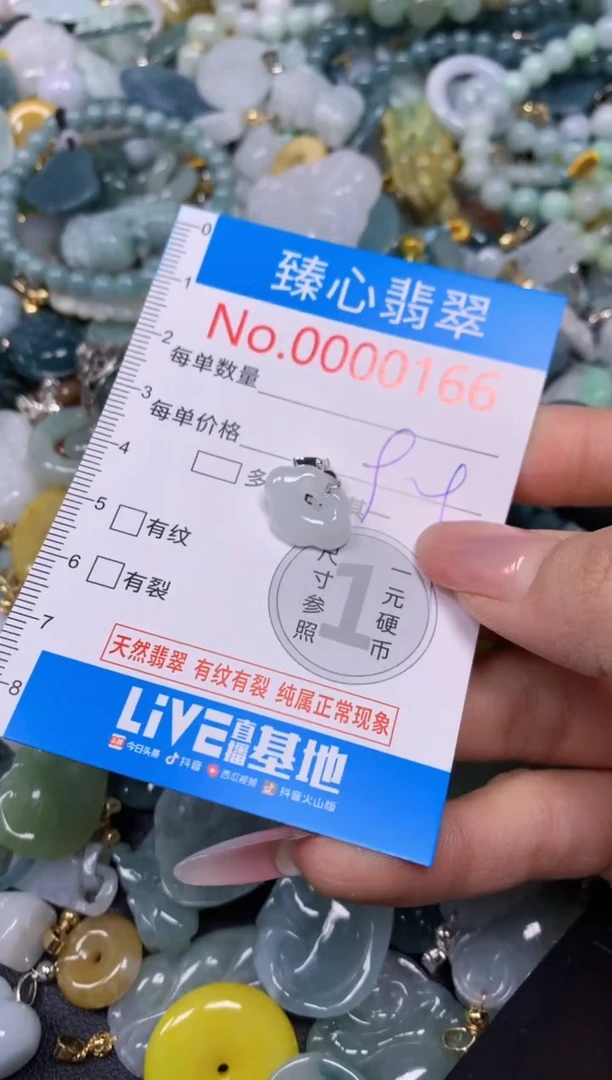 0
1
2
3
4
5
6
7
8
臻心翡翠
No.0000166
每单数量
每单价格
多
其
有纹
有裂
尺寸参照
1
一元硬币
天然翡翠 有纹有裂 纯属正常现象
LiVE直播基地
头条 今日头条 抖音 西瓜视频 抖音火山版